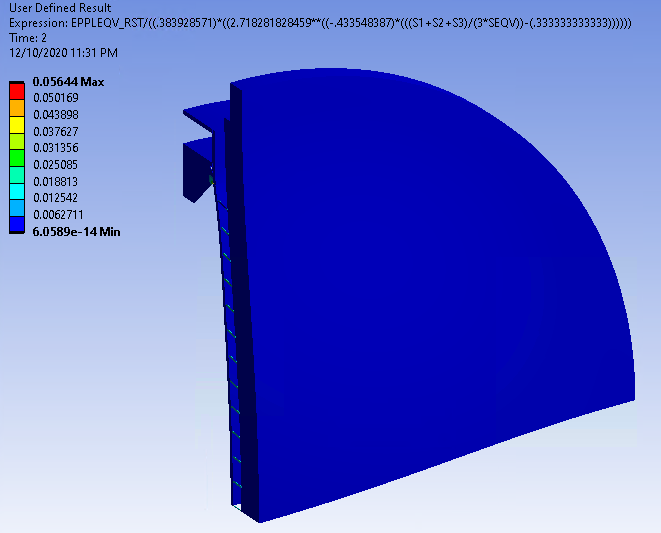 User Defined Result
Expression: EPPLEQV_RST/((.383928571)*((2.718281828459**((-.433548387)*(((S1+S2+S3)/(3*SEQV))-(.333333333333))))))
Time: 2
12/10/2020 11:31 PM
0.05644 Max
0.050169
0.043898
0.037627
0.031356
0.025085
0.018813
0.012542
0.0062711
6.0589e-14 Min